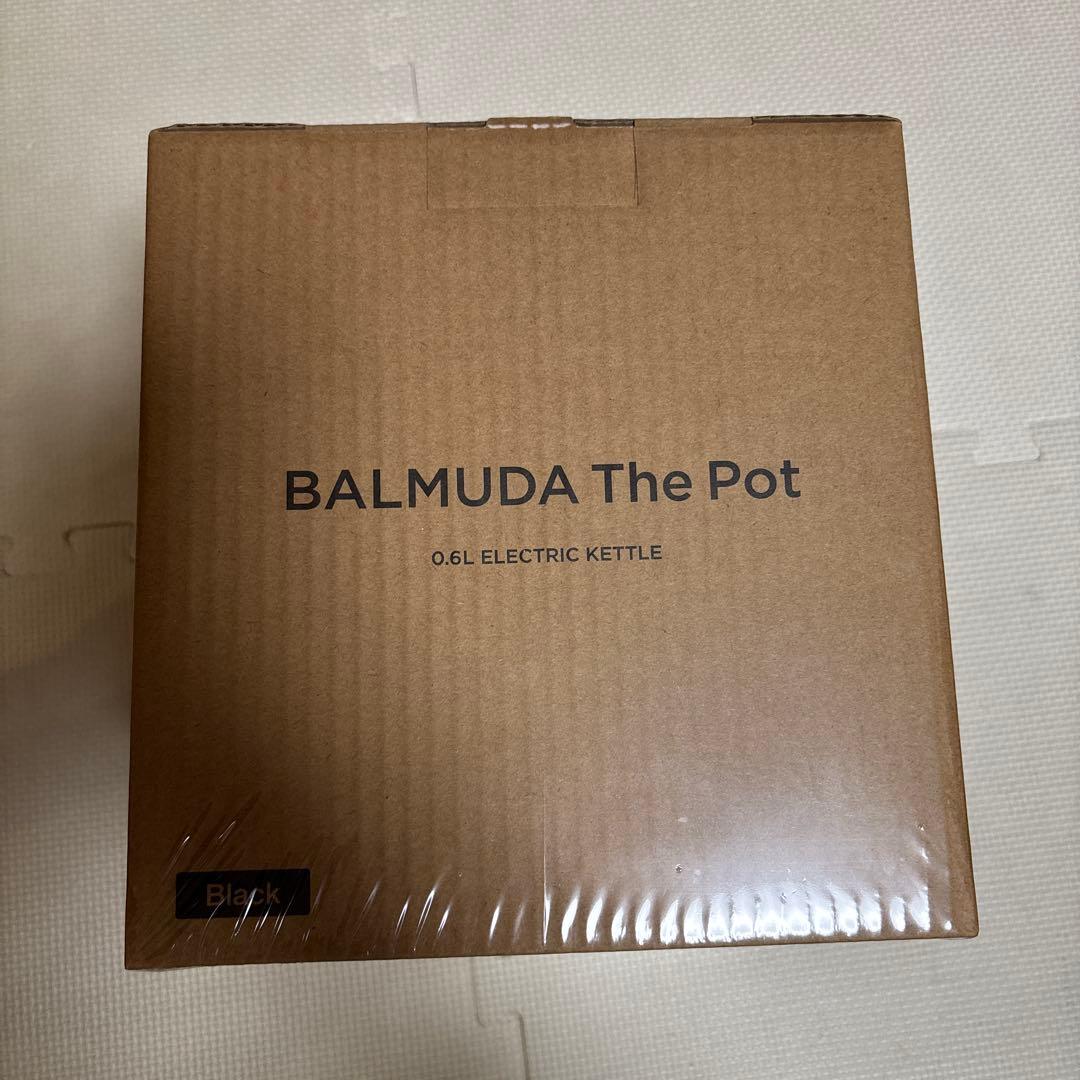 BALMUDA The Pot
0.6L ELECTRIC KETTLE
Black